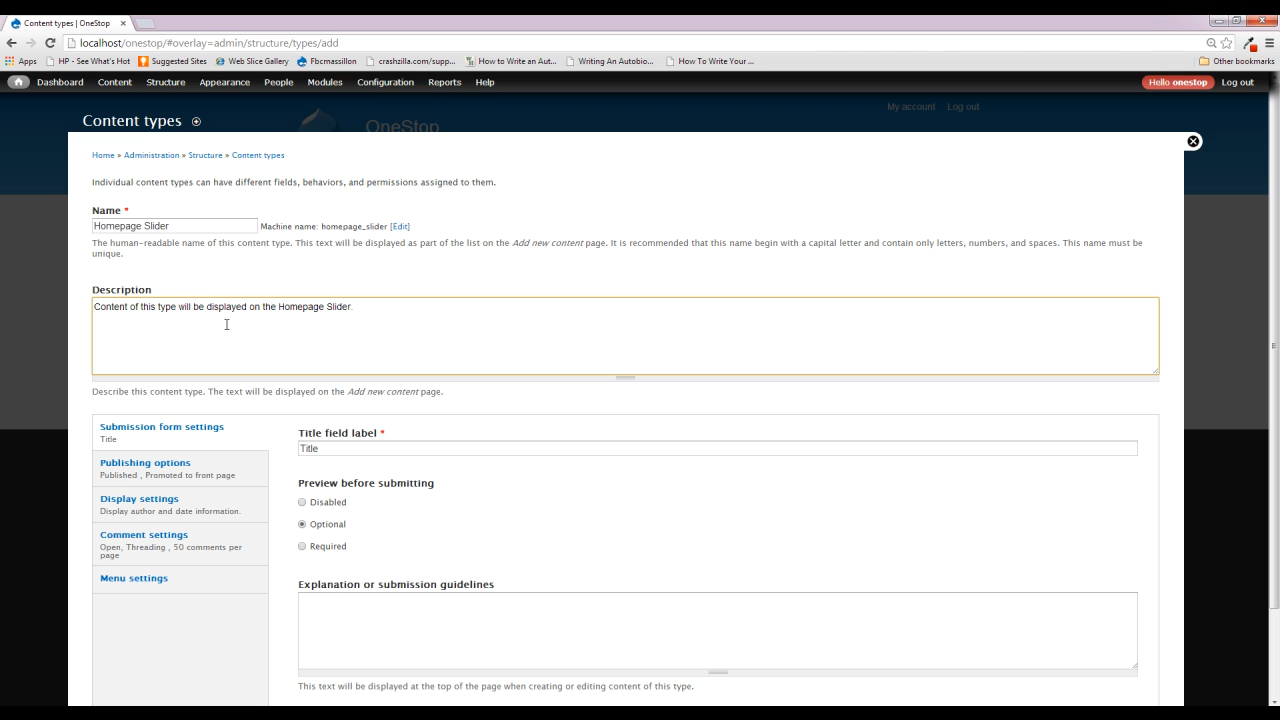 Content types | OneStop
localhost/onestop/#overlay=admin/structure/types/add
Apps HP - See What's Hot Suggested Sites Web Slice Gallery Fbcmassillon crashzilla.com/supp... How to Write an Aut... Writing An Autobio... How To Write Your ... Other bookmarks
Dashboard Content Structure Appearance People Modules Configuration Reports Help Hello onestop Log out
My account Log out
Content types
OneStop
Home » Administration » Structure » Content types
Individual content types can have different fields, behaviors, and permissions assigned to them.
Name *
Homepage Slider Machine name: homepage_slider [Edit]
The human-readable name of this content type. This text will be displayed as part of the list on the Add new content page. It is recommended that this name begin with a capital letter and contain only letters, numbers, and spaces. This name must be
unique.
Description
Content of this type will be displayed on the Homepage Slider.
Describe this content type. The text will be displayed on the Add new content page.
Submission form settings
Title
Publishing options
Published , Promoted to front page
Display settings
Display author and date information.
Comment settings
Open, Threading , 50 comments per
page
Menu settings
Title field label *
Title
Preview before submitting
Disabled
Optional
Required
Explanation or submission guidelines
This text will be displayed at the top of the page when creating or editing content of this type.